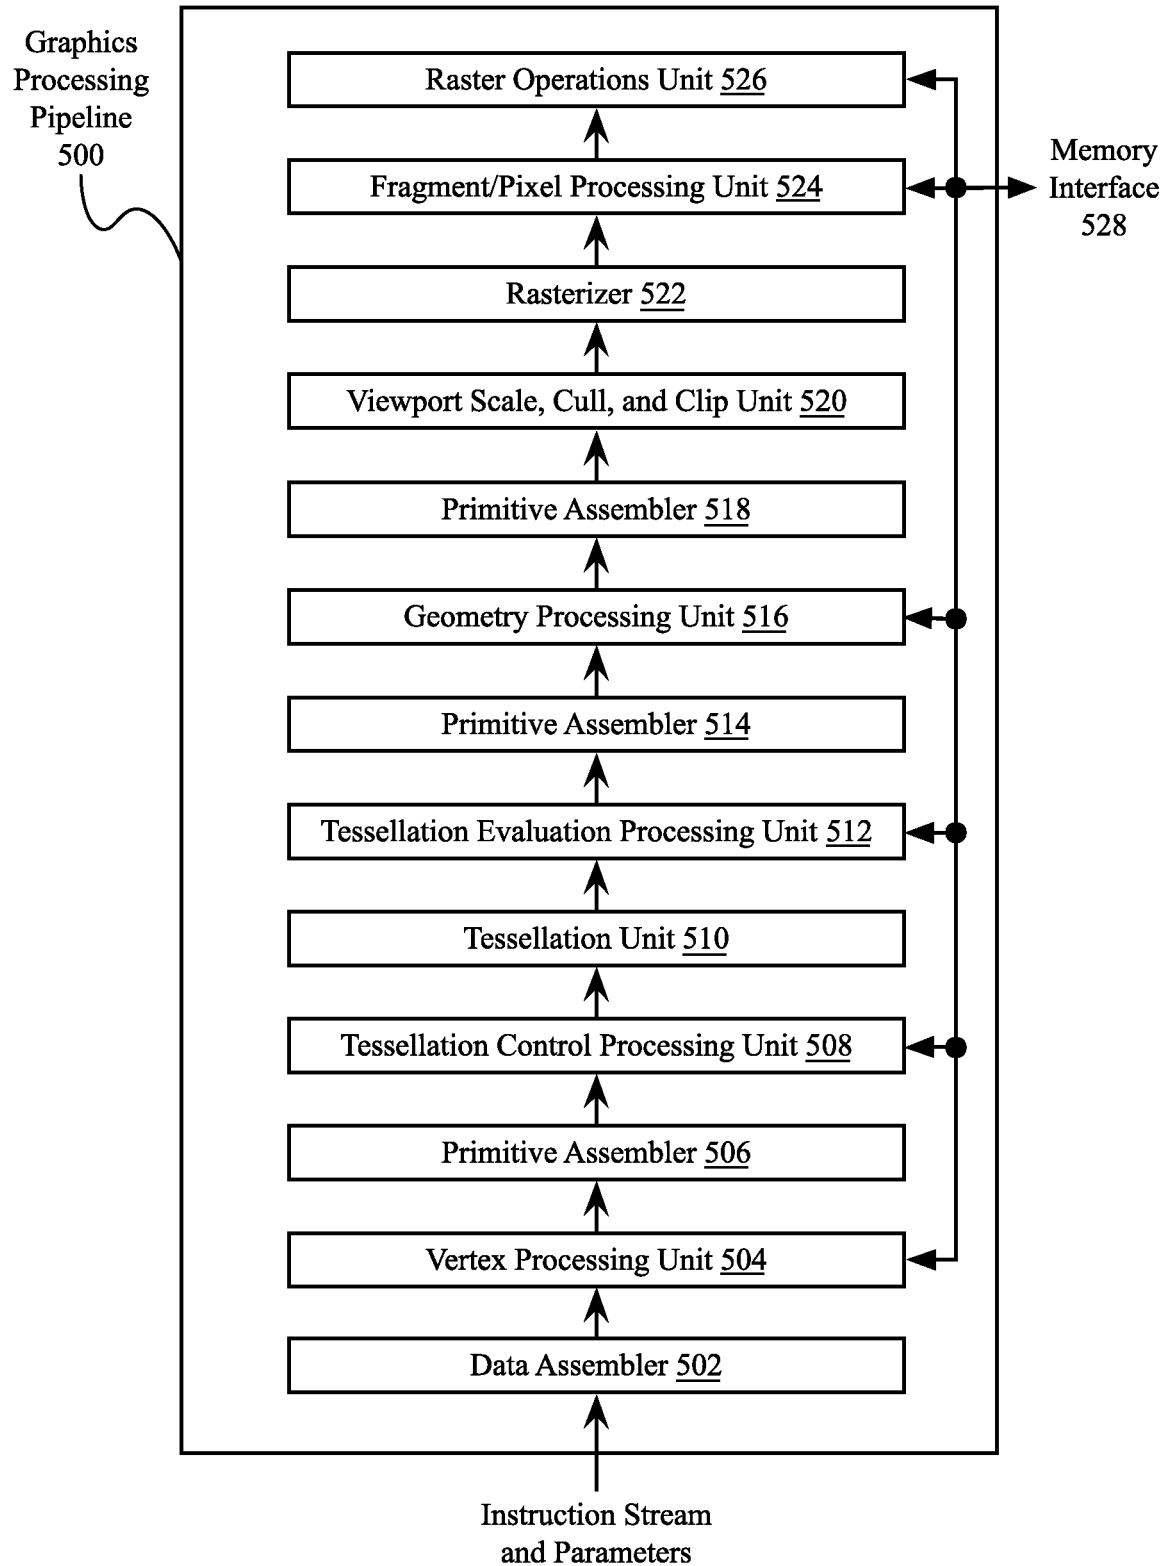 Graphics
Processing
Pipeline
500
Raster Operations Unit 526
Fragment/Pixel Processing Unit 524
Memory
Interface
528
Rasterizer 522
Viewport Scale, Cull, and Clip Unit 520
Primitive Assembler 518
Geometry Processing Unit 516
Primitive Assembler 514
Tessellation Evaluation Processing Unit 512
Tessellation Unit 510
Tessellation Control Processing Unit 508
Primitive Assembler 506
Vertex Processing Unit 504
Data Assembler 502
Instruction Stream
and Parameters